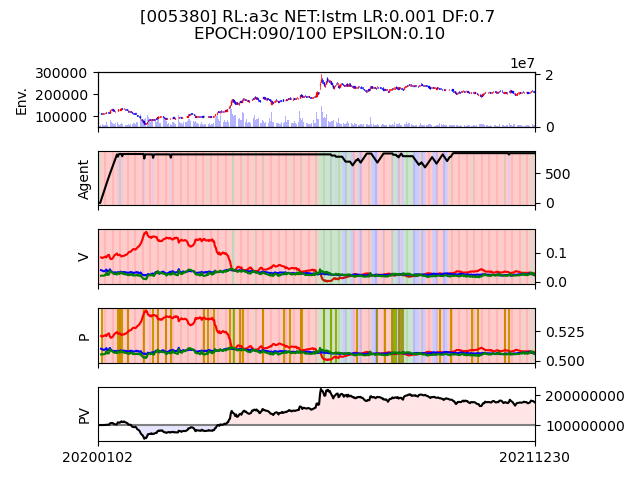 [005380] RL:a3c NET:lstm LR:0.001 DF:0.7
EPOCH:090/100 EPSILON:0.10
1e7
300000
200000
100000
Env.
2
0
Agent
500
0
V
0.1
0.0
P
0.525
0.500
PV
200000000
100000000
20200102
20211230